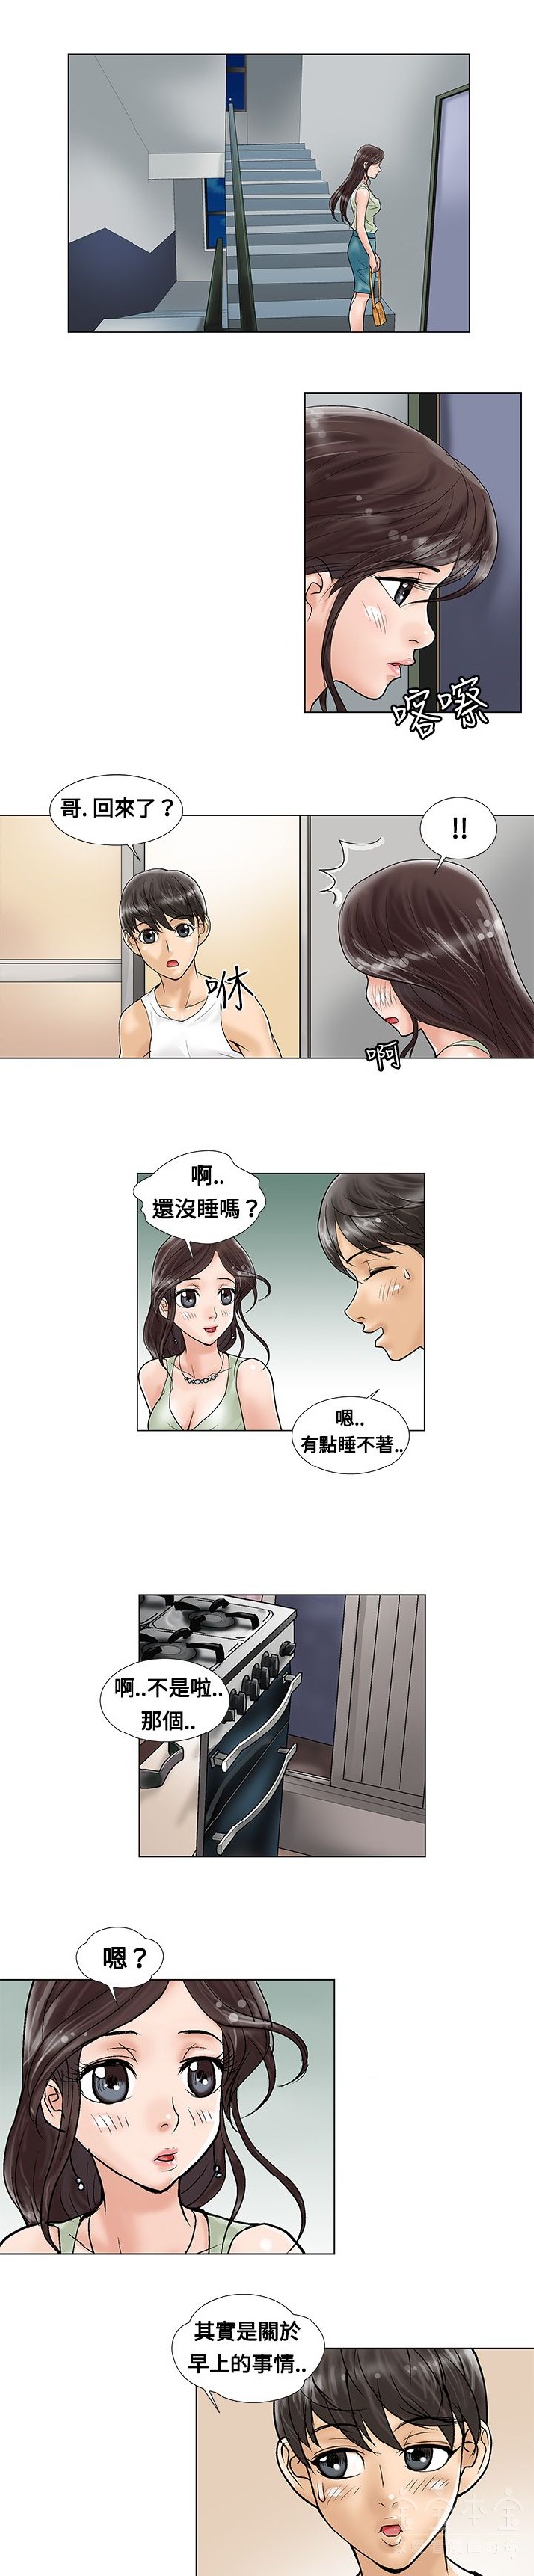 喀嚓
哥.回來了？
!!
咻
啊
啊..
還沒睡嗎？
嗯..
有點睡不著..
啊..不是啦..
那個..
嗯？
其實是關於
早上的事情..